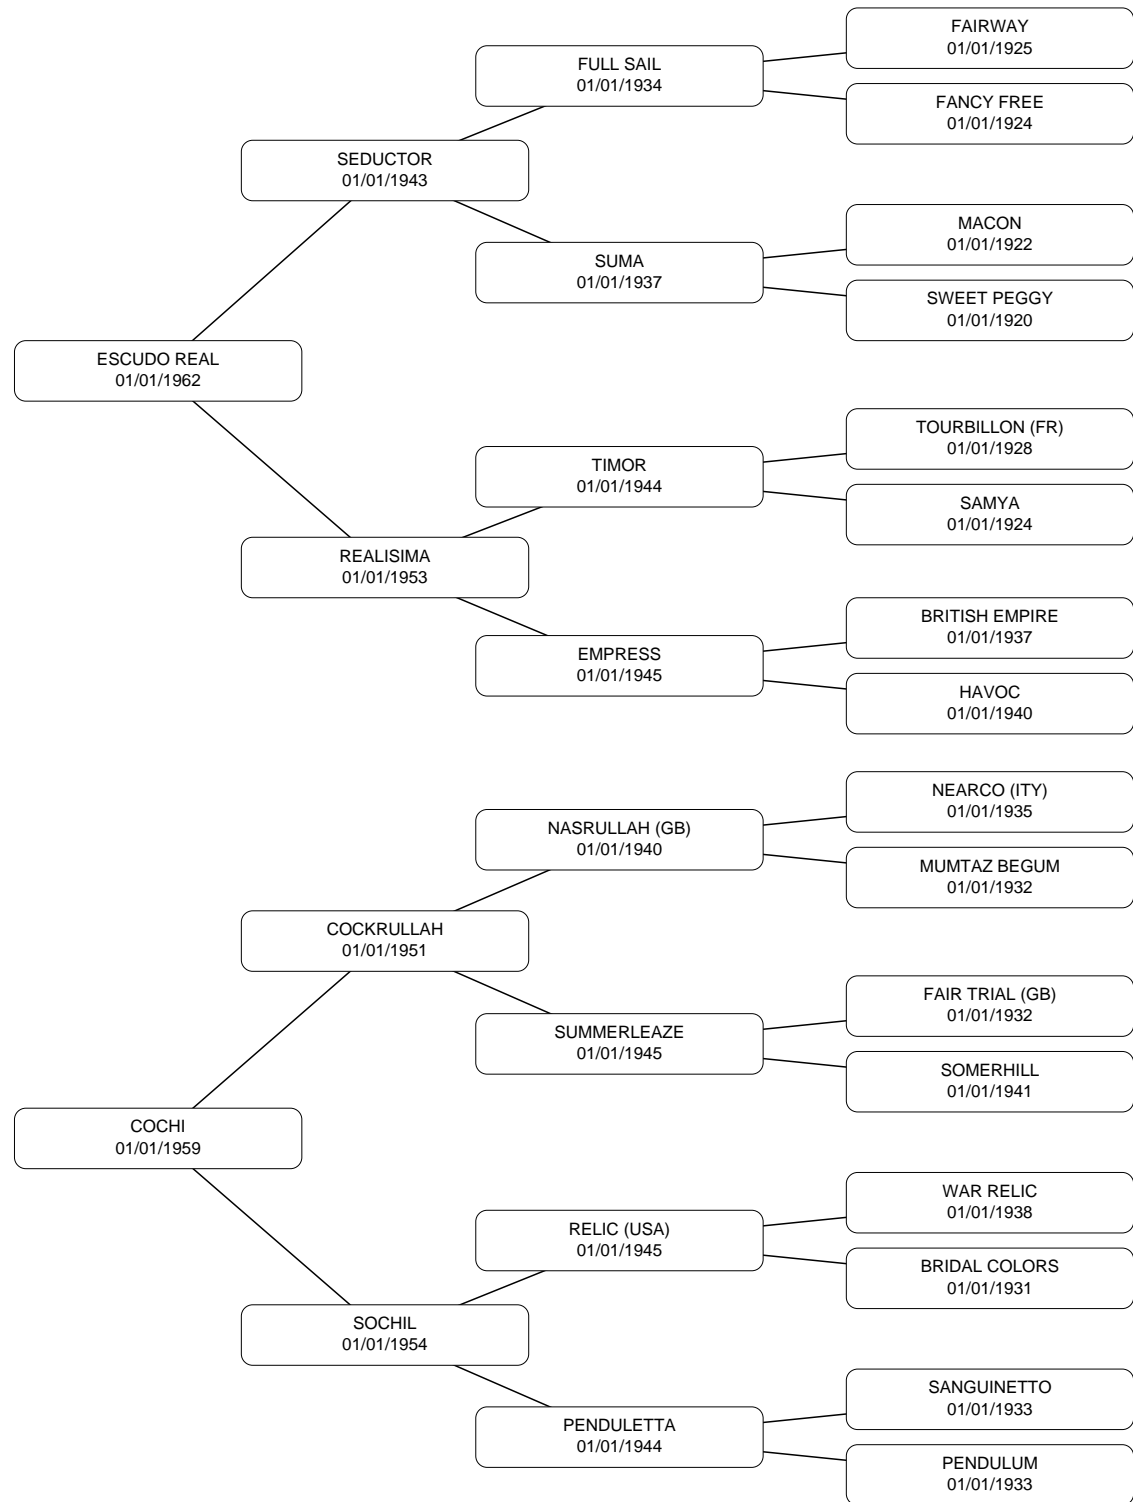 FAIRWAY
01/01/1925
FULL SAIL
01/01/1934
FANCY FREE
01/01/1924
SEDUCTOR
01/01/1943
MACON
01/01/1922
SUMA
01/01/1937
SWEET PEGGY
01/01/1920
ESCUDO REAL
01/01/1962
TOURBILLON (FR)
01/01/1928
TIMOR
01/01/1944
SAMYA
01/01/1924
REALISIMA
01/01/1953
BRITISH EMPIRE
01/01/1937
EMPRESS
01/01/1945
HAVOC
01/01/1940
NEARCO (ITY)
01/01/1935
NASRULLAH (GB)
01/01/1940
MUMTAZ BEGUM
01/01/1932
COCKRULLAH
01/01/1951
FAIR TRIAL (GB)
01/01/1932
SUMMERLEAZE
01/01/1945
SOMERHILL
01/01/1941
COCHI
01/01/1959
WAR RELIC
01/01/1938
RELIC (USA)
01/01/1945
BRIDAL COLORS
01/01/1931
SOCHIL
01/01/1954
SANGUINETTO
01/01/1933
PENDULETTA
01/01/1944
PENDULUM
01/01/1933